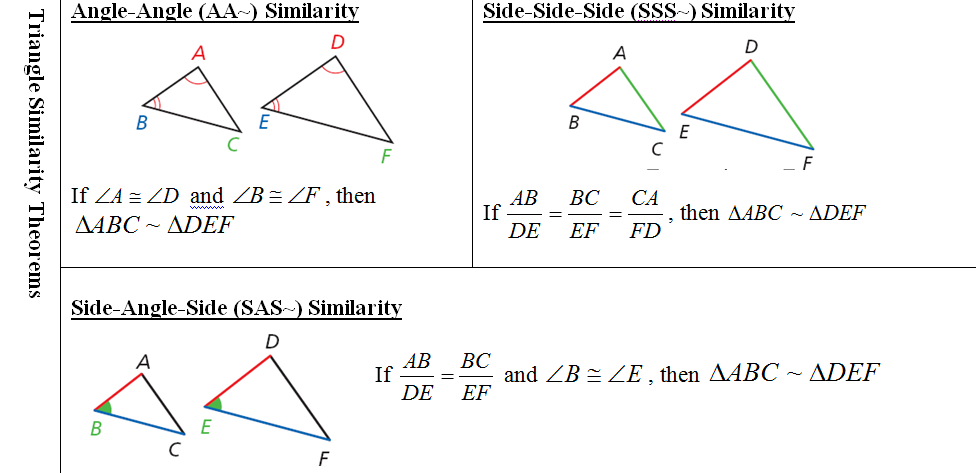 Triangle Similarity Theorems
Angle-Angle (AA~) Similarity
A
D
B
E
C
F
If ∠A ≅ ∠D and ∠B ≅ ∠F , then
ΔABC ~ ΔDEF
Side-Side-Side (SSS~) Similarity
A
D
B
E
C
F
If AB/DE = BC/EF = CA/FD , then ΔABC ~ ΔDEF
Side-Angle-Side (SAS~) Similarity
D
A
B
E
C
F
If AB/DE = BC/EF and ∠B ≅ ∠E , then ΔABC ~ ΔDEF